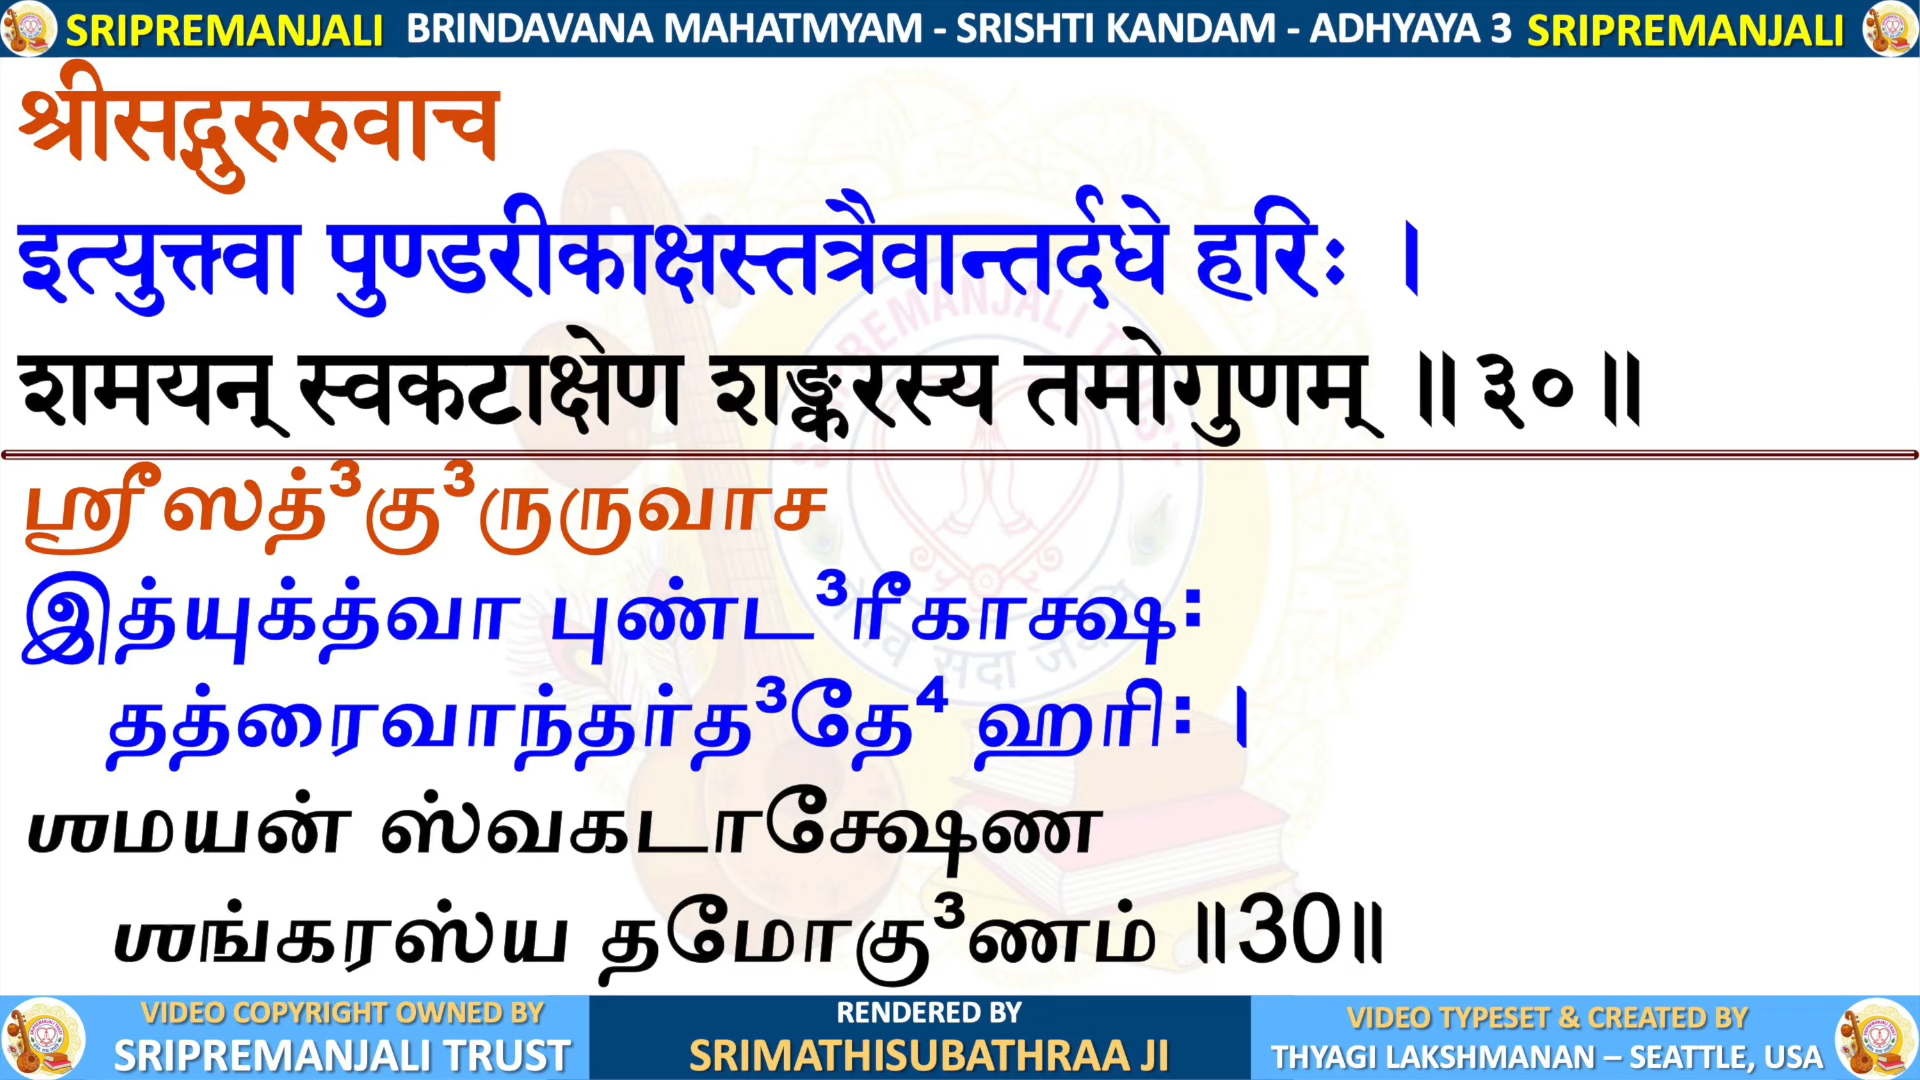 SRIPREMANJALI BRINDAVANA MAHATMYAM - SRISHTI KANDAM - ADHYAYA 3 SRIPREMANJALI
श्रीसद्गुरुरुवाच
इत्युक्त्वा पुण्डरीकाक्षस्तत्रैवान्तर्दधे हरिः ।
शमयन् स्वकटाक्षेण शङ्करस्य तमोगुणम् ॥३०॥
ஶ்ரீஸத்³கு³ருருவாச
இத்யுக்த்வா புண்ட³ரீகாக்ஷ:
தத்ரைவாந்தர்த³தே⁴ ஹரி: ।
ஶமயன் ஸ்வகடாக்ஷேண
ஶங்கரஸ்ய தமோகு³ணம் ॥30॥
VIDEO COPYRIGHT OWNED BY
SRIPREMANJALI TRUST
RENDERED BY
SRIMATHISUBATHRAA JI
VIDEO TYPESET & CREATED BY
THYAGI LAKSHMANAN – SEATTLE, USA